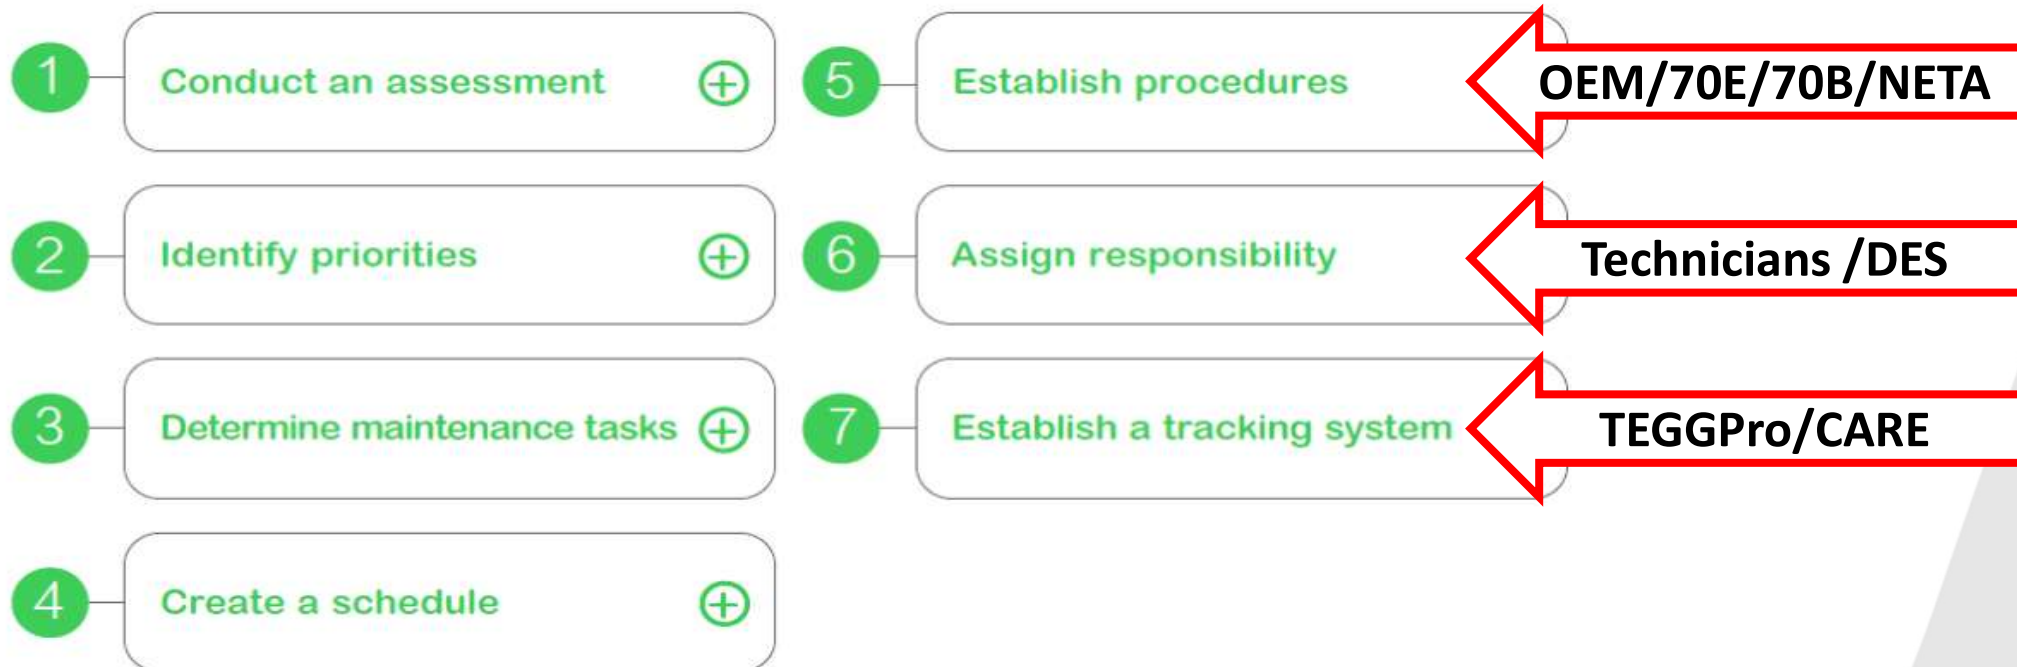 1
Conduct an assessment
2
Identify priorities
3
Determine maintenance tasks
4
Create a schedule
5
Establish procedures
OEM/70E/70B/NETA
6
Assign responsibility
Technicians /DES
7
Establish a tracking system
TEGGPro/CARE